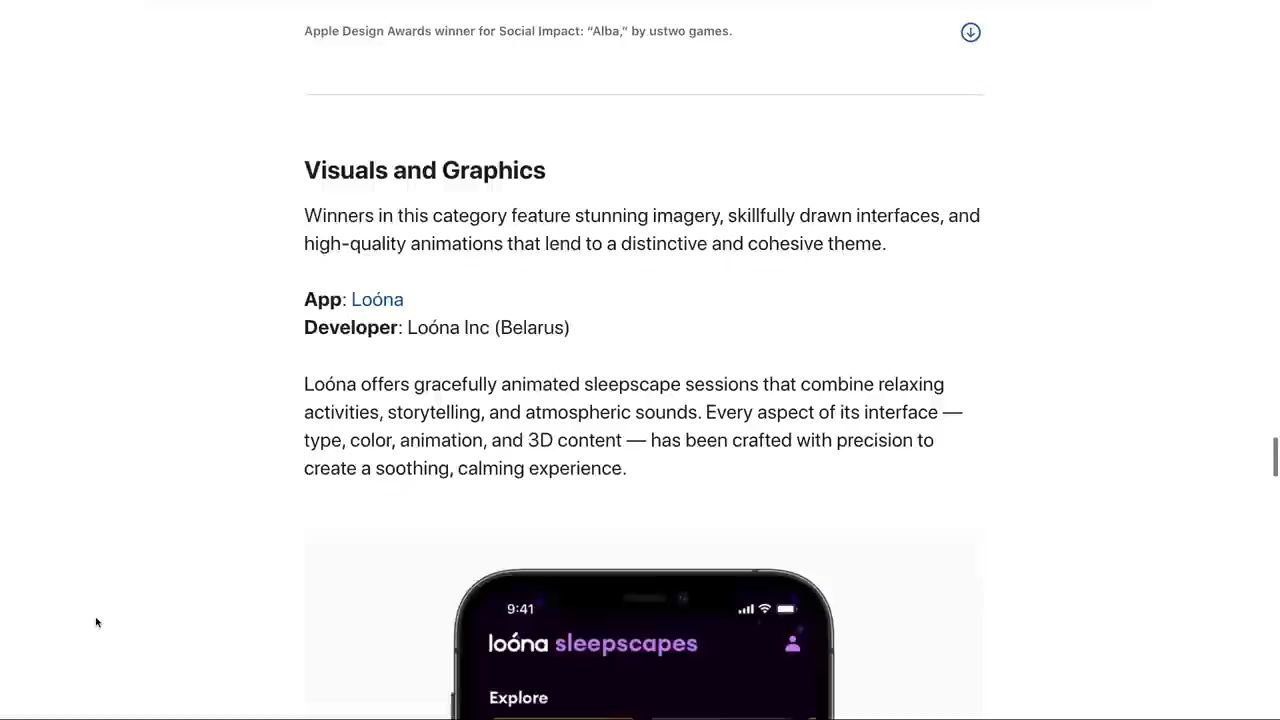 Apple Design Awards winner for Social Impact: “Alba,” by ustwo games.
Visuals and Graphics
Winners in this category feature stunning imagery, skillfully drawn interfaces, and
high-quality animations that lend to a distinctive and cohesive theme.
App: Loóna
Developer: Loóna Inc (Belarus)
Loóna offers gracefully animated sleepscape sessions that combine relaxing
activities, storytelling, and atmospheric sounds. Every aspect of its interface —
type, color, animation, and 3D content — has been crafted with precision to
create a soothing, calming experience.
9:41
loóna sleepscapes
Explore